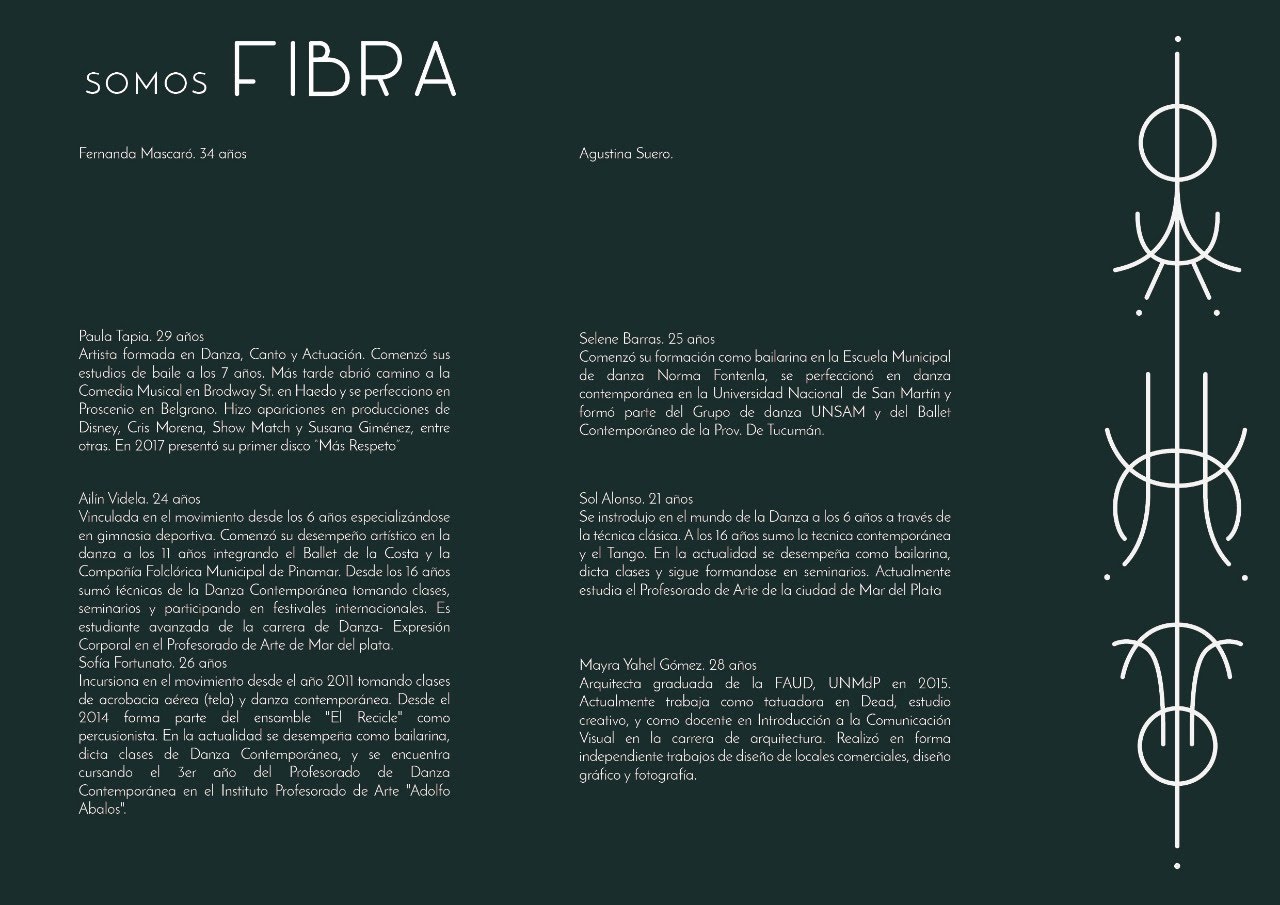 SOMOS FIBRA
Fernanda Mascaró. 34 años
Paula Tapia. 29 años
Artista formada en Danza, Canto y Actuación. Comenzó sus
estudios de baile a los 7 años. Más tarde abrió camino a la
Comedia Musical en Brodway St. en Haedo y se perfecciono en
Proscenio en Belgrano. Hizo apariciones en producciones de
Disney, Cris Morena, Show Match y Susana Giménez, entre
otras. En 2017 presentó su primer disco "Más Respeto"
Ailín Videla. 24 años
Vinculada en el movimiento desde los 6 años especializándose
en gimnasia deportiva. Comenzó su desempeño artístico en la
danza a los 11 años integrando el Ballet de la Costa y la
Compañía Folclórica Municipal de Pinamar. Desde los 16 años
sumó técnicas de la Danza Contemporánea tomando clases,
seminarios y participando en festivales internacionales. Es
estudiante avanzada de la carrera de Danza- Expresión
Corporal en el Profesorado de Arte de Mar del plata.
Sofía Fortunato. 26 años
Incursiona en el movimiento desde el año 2011 tomando clases
de acrobacia aérea (tela) y danza contemporánea. Desde el
2014 forma parte del ensamble "El Recicle" como
percusionista. En la actualidad se desempeña como bailarina,
dicta clases de Danza Contemporánea, y se encuentra
cursando el 3er año del Profesorado de Danza
Contemporánea en el Instituto Profesorado de Arte "Adolfo
Abalos".
Agustina Suero.
Selene Barras. 25 años
Comenzó su formación como bailarina en la Escuela Municipal
de danza Norma Fontenla, se perfeccionó en danza
contemporánea en la Universidad Nacional de San Martín y
formó parte del Grupo de danza UNSAM y del Ballet
Contemporáneo de la Prov. De Tucumán.
Sol Alonso. 21 años
Se instrodujo en el mundo de la Danza a los 6 años a través de
la técnica clásica. A los 16 años sumo la tecnica contemporánea
y el Tango. En la actualidad se desempeña como bailarina,
dicta clases y sigue formandose en seminarios. Actualmente
estudia el Profesorado de Arte de la ciudad de Mar del Plata
Mayra Yahel Gómez. 28 años
Arquitecta graduada de la FAUD, UNMdP en 2015.
Actualmente trabaja como tatuadora en Dead, estudio
creativo, y como docente en Introducción a la Comunicación
Visual en la carrera de arquitectura. Realizó en forma
independiente trabajos de diseño de locales comerciales, diseño
gráfico y fotografía.